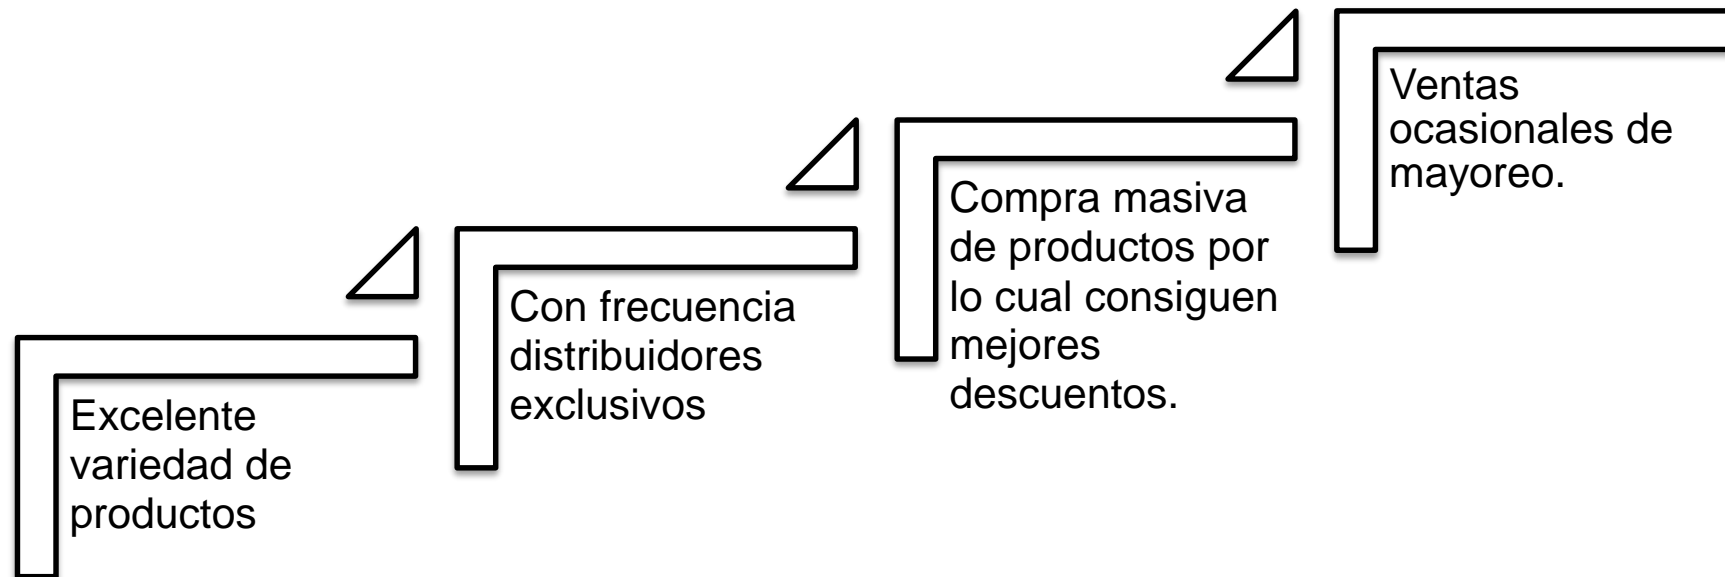 Excelente
variedad de
productos
Con frecuencia
distribuidores
exclusivos
Compra masiva
de productos por
lo cual consiguen
mejores
descuentos.
Ventas
ocasionales de
mayoreo.